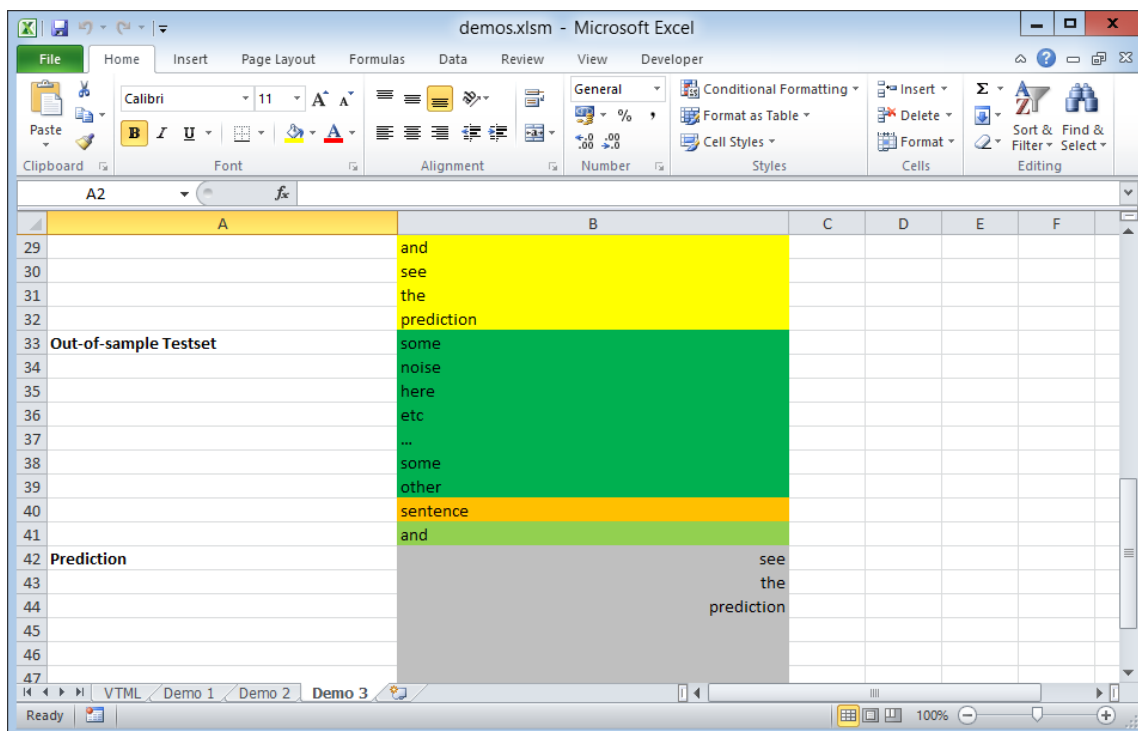 demos.xlsm - Microsoft Excel
File Home Insert Page Layout Formulas Data Review View Developer
Calibri 11 A A General Conditional Formatting Insert Σ
Paste B I U A % , Format as Table Delete Sort & Find &
.00 .00 Cell Styles Format Filter Select
Clipboard Font Alignment Number Styles Cells Editing
A2 fx
A B C D E F
29 and
30 see
31 the
32 prediction
33 Out-of-sample Testset some
34 noise
35 here
36 etc
37 ...
38 some
39 other
40 sentence
41 and
42 Prediction see
43 the
44 prediction
45
46
47
VTML Demo 1 Demo 2 Demo 3
Ready 100%